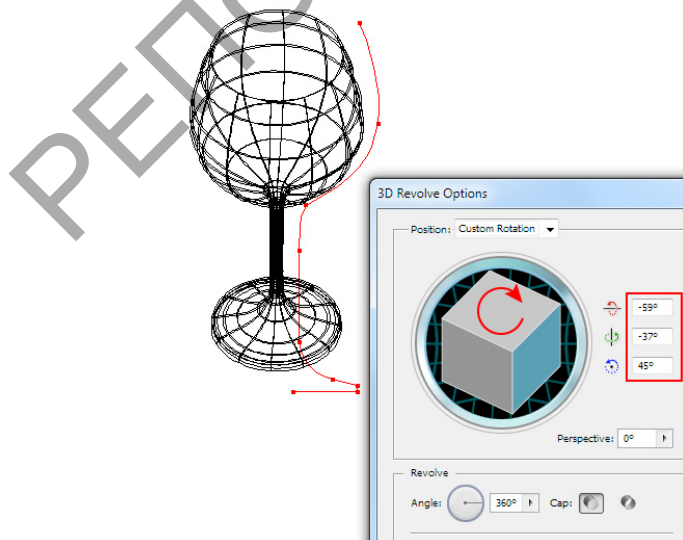 РЕПО
3D Revolve Options
Position: Custom Rotation
-59°
-37°
45°
Perspective: 0°
Revolve
Angle: 360° Cap: